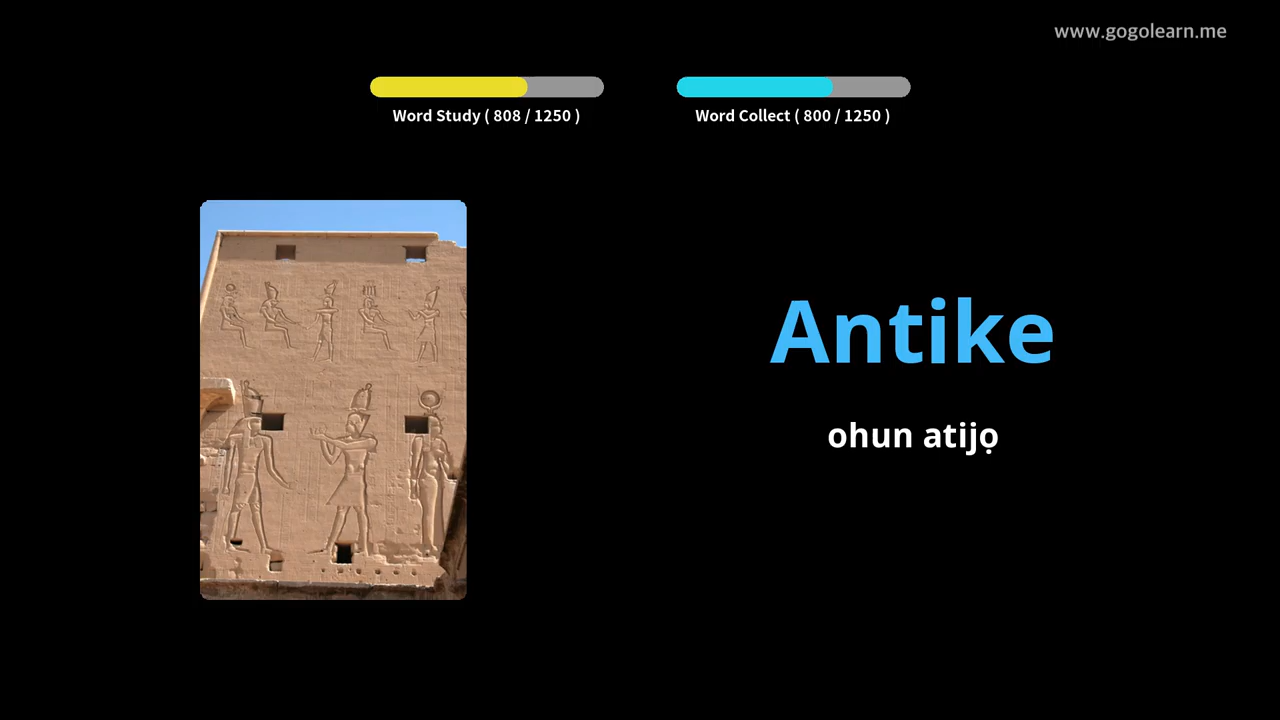 www.gogolearn.me
Word Study ( 808 / 1250 )
Word Collect ( 800 / 1250 )
Antike
ohun atijọ